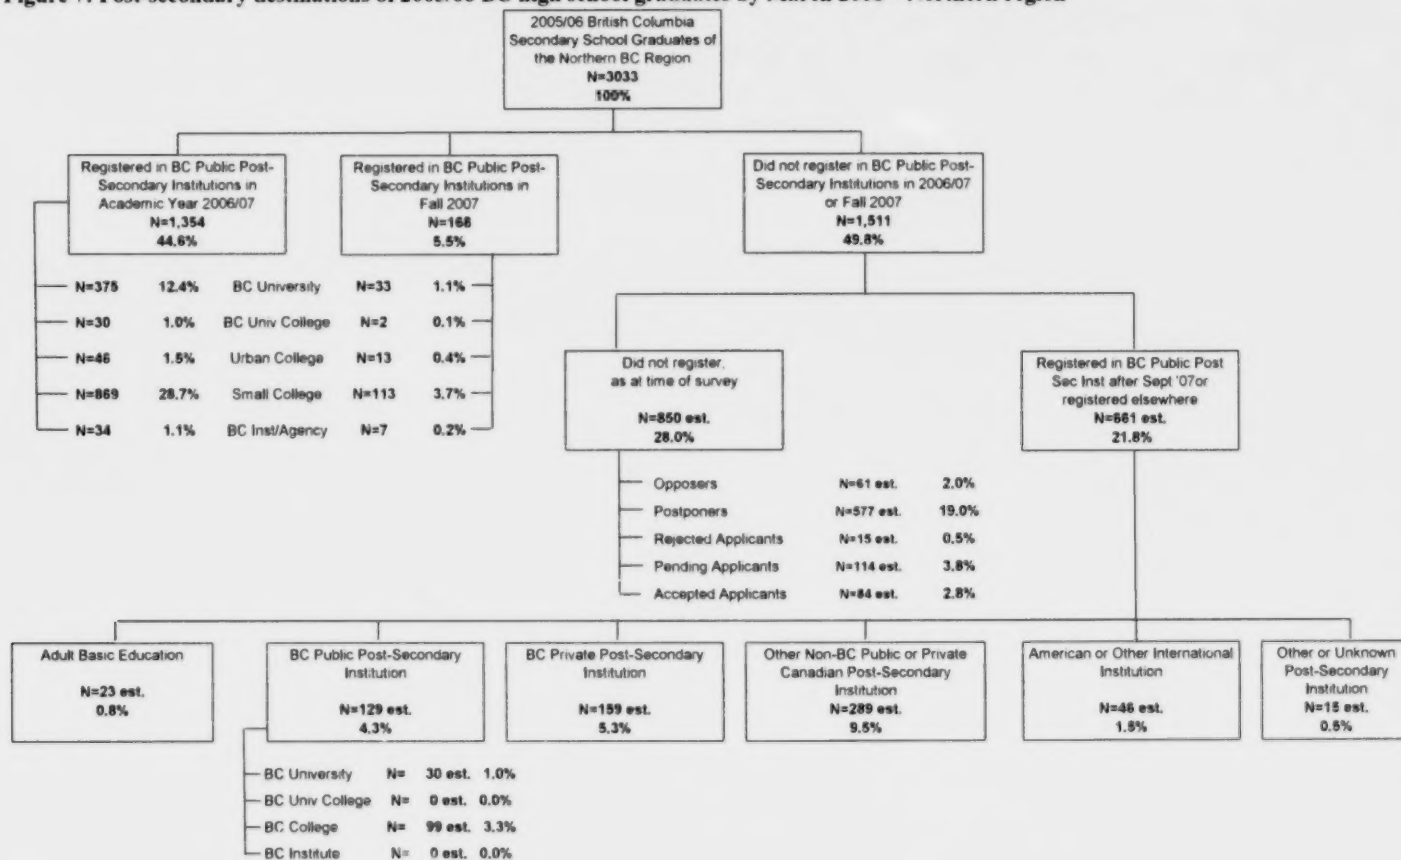 2005/06 British Columbia
Secondary School Graduates of
the Northern BC Region
N=3033
100%
Registered in BC Public Post-
Secondary Institutions in
Academic Year 2006/07
N=1,354
44.6%
Registered in BC Public Post-
Secondary Institutions in
Fall 2007
N=168
5.5%
Did not register in BC Public Post-
Secondary Institutions in 2006/07
or Fall 2007
N=1,511
49.8%
N=375 12.4% BC University N=33 1.1%
N=30 1.0% BC Univ College N=2 0.1%
N=46 1.5% Urban College N=13 0.4%
N=869 28.7% Small College N=113 3.7%
N=34 1.1% BC Inst/Agency N=7 0.2%
Did not register,
as at time of survey
N=850 est.
28.0%
Registered in BC Public Post
Sec Inst after Sept '07or
registered elsewhere
N=661 est.
21.8%
Opposers N=61 est. 2.0%
Postponers N=577 est. 19.0%
Rejected Applicants N=15 est. 0.5%
Pending Applicants N=114 est. 3.8%
Accepted Applicants N=84 est. 2.8%
Adult Basic Education
N=23 est.
0.8%
BC Public Post-Secondary
Institution
N=129 est.
4.3%
BC Private Post-Secondary
Institution
N=159 est.
5.3%
Other Non-BC Public or Private
Canadian Post-Secondary
Institution
N=289 est.
9.5%
American or Other International
Institution
N=46 est.
1.5%
Other or Unknown
Post-Secondary
Institution
N=15 est.
0.5%
BC University N= 30 est. 1.0%
BC Univ College N= 0 est. 0.0%
BC College N= 99 est. 3.3%
BC Institute N= 0 est. 0.0%